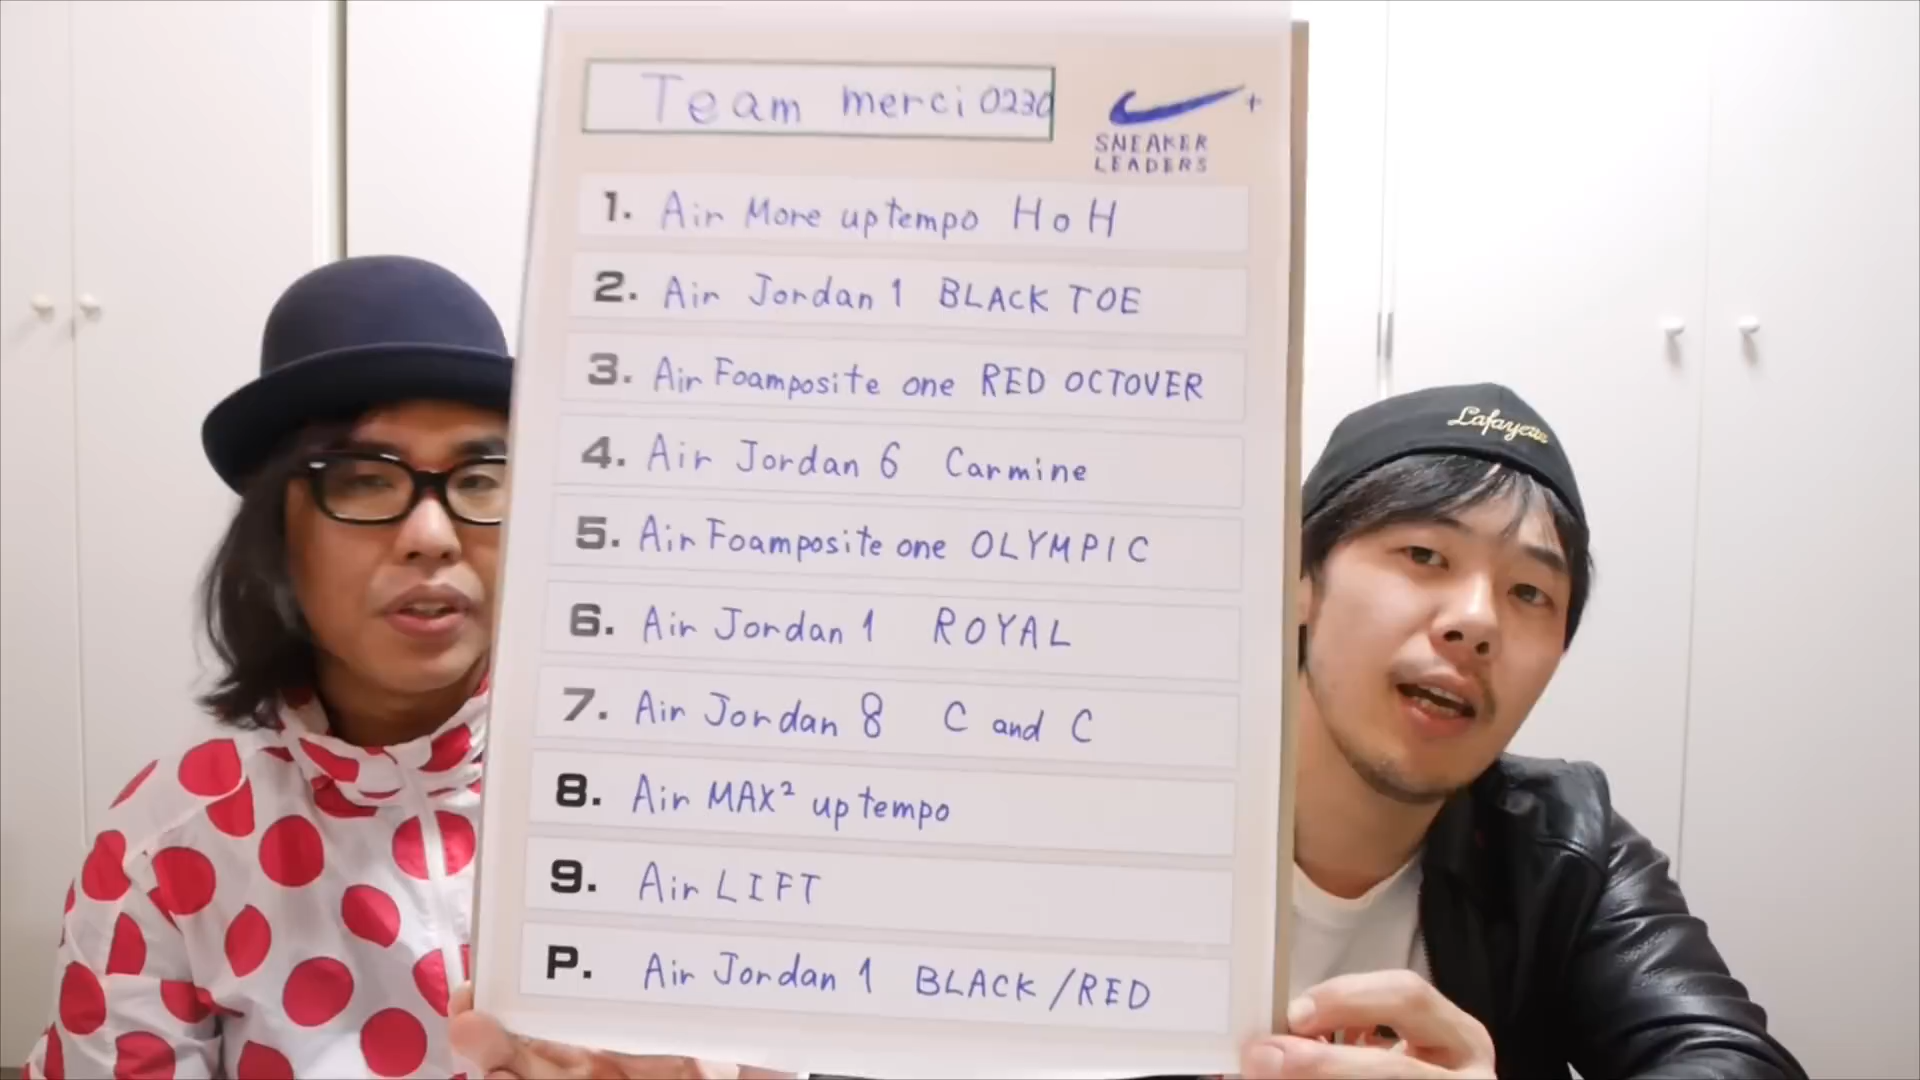 Team merci 0230
+
SNEAKER
LEADERS
1. Air More uptempo HoH
2. Air Jordan 1 BLACK TOE
3. Air Foamposite one RED OCTOVER
4. Air Jordan 6 Carmine
5. Air Foamposite one OLYMPIC
6. Air Jordan 1 ROYAL
7. Air Jordan 8 C and C
8. Air MAX² uptempo
9. Air LIFT
P. Air Jordan 1 BLACK/RED
Lafayette